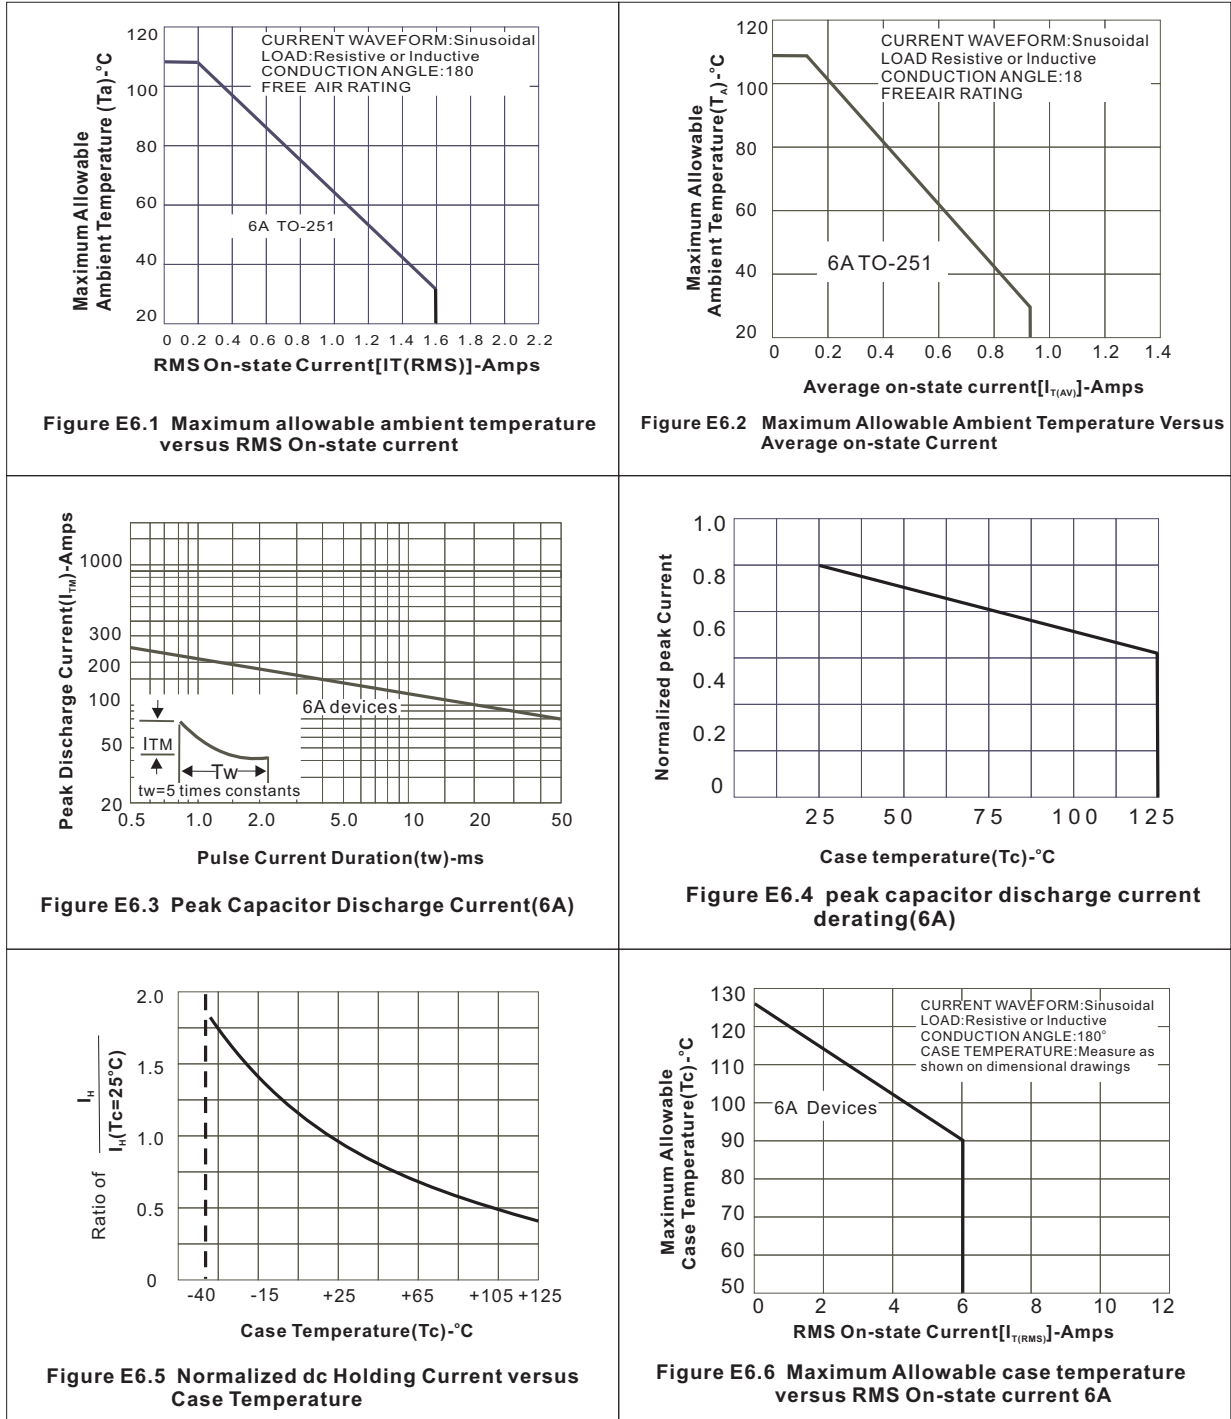 120
100
80
60
40
20
Maximum Allowable
Ambient Temperature (Ta)-°C
CURRENT WAVEFORM:Sinusoidal
LOAD:Resistive or Inductive
CONDUCTION ANGLE:180
FREE AIR RATING
6A TO-251
0 0.2 0.4 0.6 0.8 1.0 1.2 1.4 1.6 1.8 2.0 2.2
RMS On-state Current[IT(RMS)]-Amps
Figure E6.1 Maximum allowable ambient temperature
versus RMS On-state current
120
100
80
60
40
20
Maximum Allowable
Ambient Temperature(TA)-°C
CURRENT WAVEFORM:Snusoidal
LOAD Resistive or Inductive
CONDUCTION ANGLE:18
FREEAIR RATING
6A TO-251
0 0.2 0.4 0.6 0.8 1.0 1.2 1.4
Average on-state current[IT(AV)]-Amps
Figure E6.2 Maximum Allowable Ambient Temperature Versus
Average on-state Current
Peak Discharge Current(ITM)-Amps
1000
300
200
100
50
20
6A devices
ITM
Tw
tw=5 times constants
0.5 1.0 2.0 5.0 10 20 50
Pulse Current Duration(tw)-ms
Figure E6.3 Peak Capacitor Discharge Current(6A)
Normalized peak Current
1.0
0.8
0.6
0.4
0.2
0
25 50 75 100 125
Case temperature(Tc)-°C
Figure E6.4 peak capacitor discharge current
derating(6A)
Ratio of IH
IH(Tc=25°C)
2.0
1.5
1.0
0.5
0
-40 -15 +25 +65 +105 +125
Case Temperature(Tc)-°C
Figure E6.5 Normalized dc Holding Current versus
Case Temperature
Maximum Allowable
Case Temperature(Tc)-°C
130
120
110
100
90
80
70
60
50
CURRENT WAVEFORM:Sinusoidal
LOAD:Resistive or Inductive
CONDUCTION ANGLE:180°
CASE TEMPERATURE:Measure as
shown on dimensional drawings
6A Devices
0 2 4 6 8 10 12
RMS On-state Current[IT(RMS)]-Amps
Figure E6.6 Maximum Allowable case temperature
versus RMS On-state current 6A